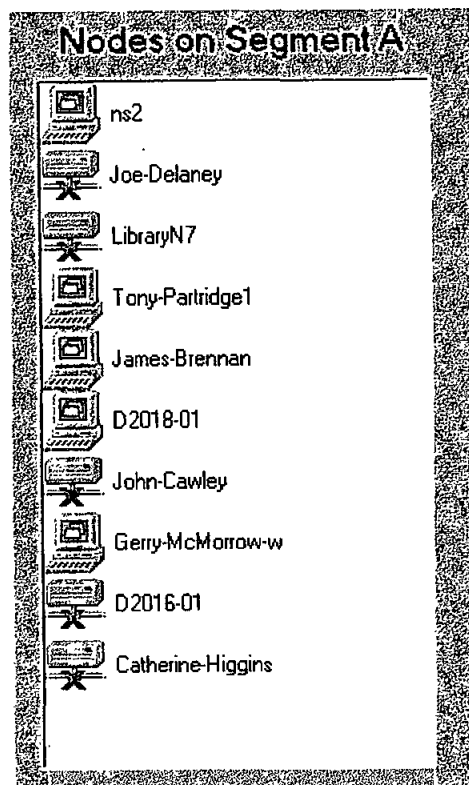 Nodes on Segment A
ns2
Joe-Delaney
LibraryN7
Tony-Partridge1
James-Brennan
D2018-01
John-Cawley
Gerry-McMorrow-w
D2016-01
Catherine-Higgins